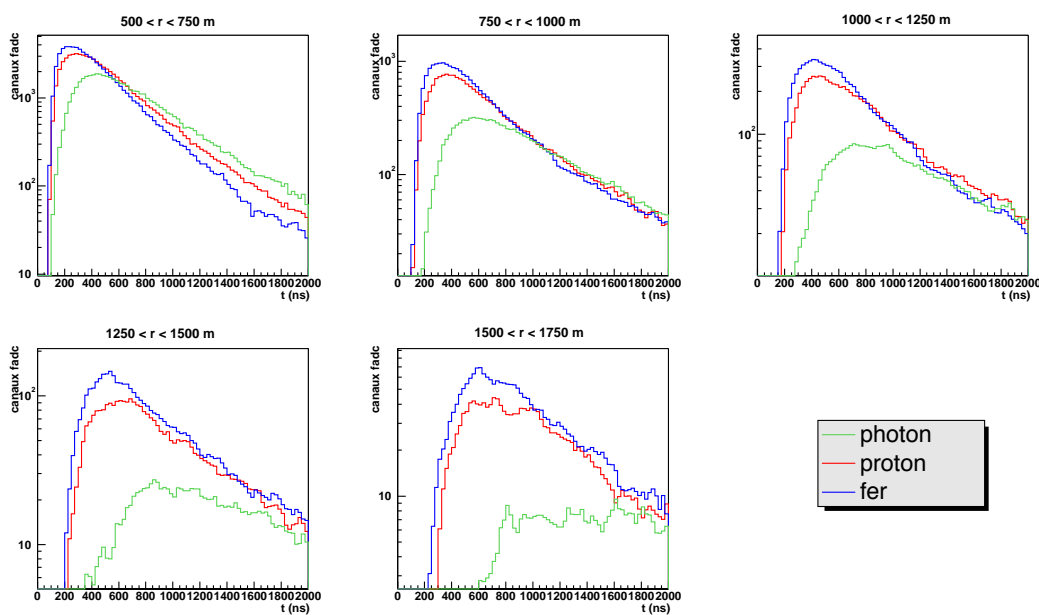 500 < r < 750 m
canaux fadc
10³
10²
10
0 200 400 600 800 1000 1200 1400 1600 1800 2000
t (ns)
750 < r < 1000 m
canaux fadc
10³
10²
0 200 400 600 800 1000 1200 1400 1600 1800 2000
t (ns)
1000 < r < 1250 m
canaux fadc
10²
0 200 400 600 800 1000 1200 1400 1600 1800 2000
t (ns)
1250 < r < 1500 m
canaux fadc
10²
10
0 200 400 600 800 1000 1200 1400 1600 1800 2000
t (ns)
1500 < r < 1750 m
canaux fadc
10
0 200 400 600 800 1000 1200 1400 1600 1800 2000
t (ns)
photon
proton
fer